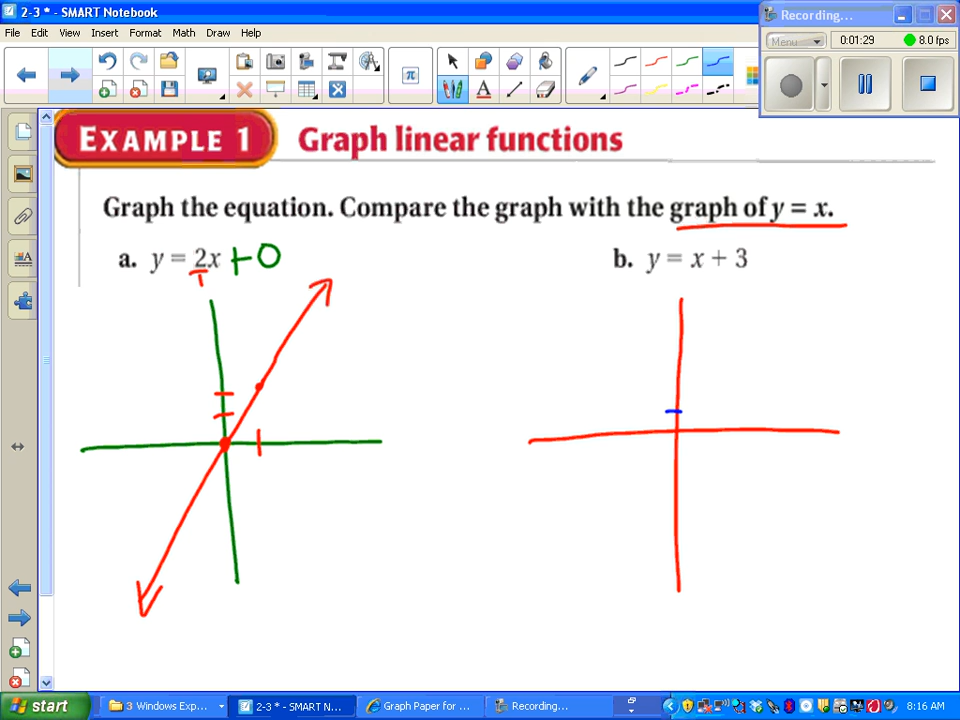 2-3 * - SMART Notebook
File Edit View Insert Format Math Draw Help
Recording...
Menu 00:01:29 8.0 fps
EXAMPLE 1 Graph linear functions
Graph the equation. Compare the graph with the graph of y = x.
a. y = 2x + 0
b. y = x + 3
start 3 Windows Exp... 2-3 * - SMART N... Graph Paper for ... Recording... 8:16 AM